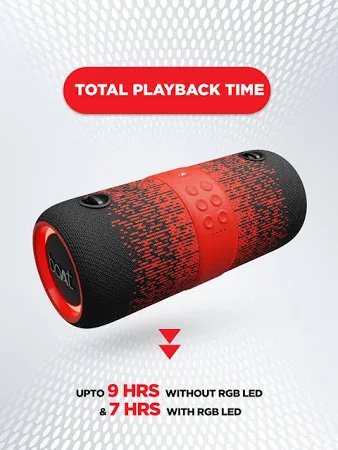 TOTAL PLAYBACK TIME
boAt
UPTO 9 HRS WITHOUT RGB LED
& 7 HRS WITH RGB LED